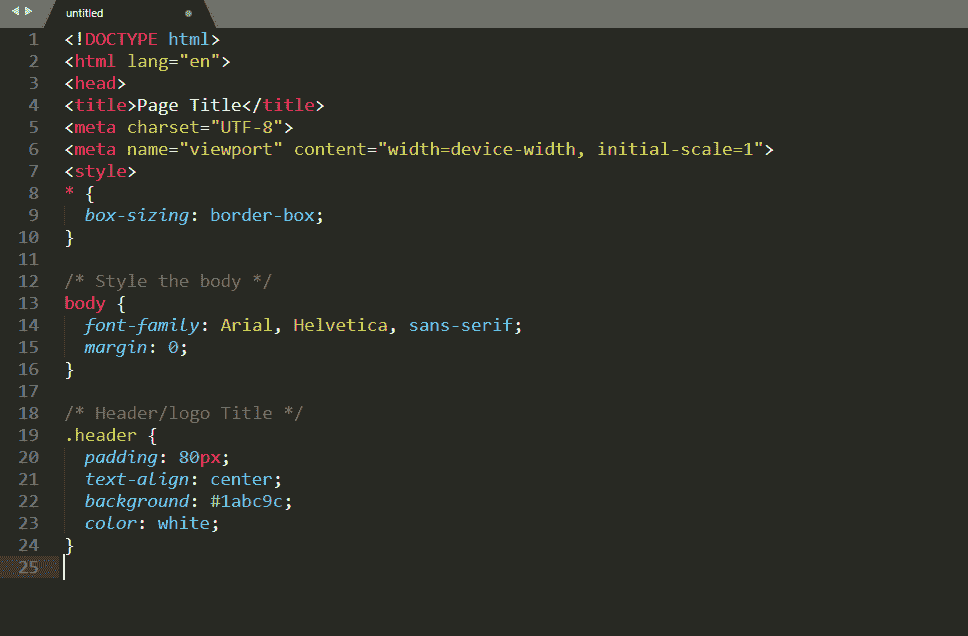 untitled
1 <!DOCTYPE html>
2 <html lang="en">
3 <head>
4 <title>Page Title</title>
5 <meta charset="UTF-8">
6 <meta name="viewport" content="width=device-width, initial-scale=1">
7 <style>
8 * {
9   box-sizing: border-box;
10 }
11
12 /* Style the body */
13 body {
14   font-family: Arial, Helvetica, sans-serif;
15   margin: 0;
16 }
17
18 /* Header/logo Title */
19 .header {
20   padding: 80px;
21   text-align: center;
22   background: #1abc9c;
23   color: white;
24 }
25